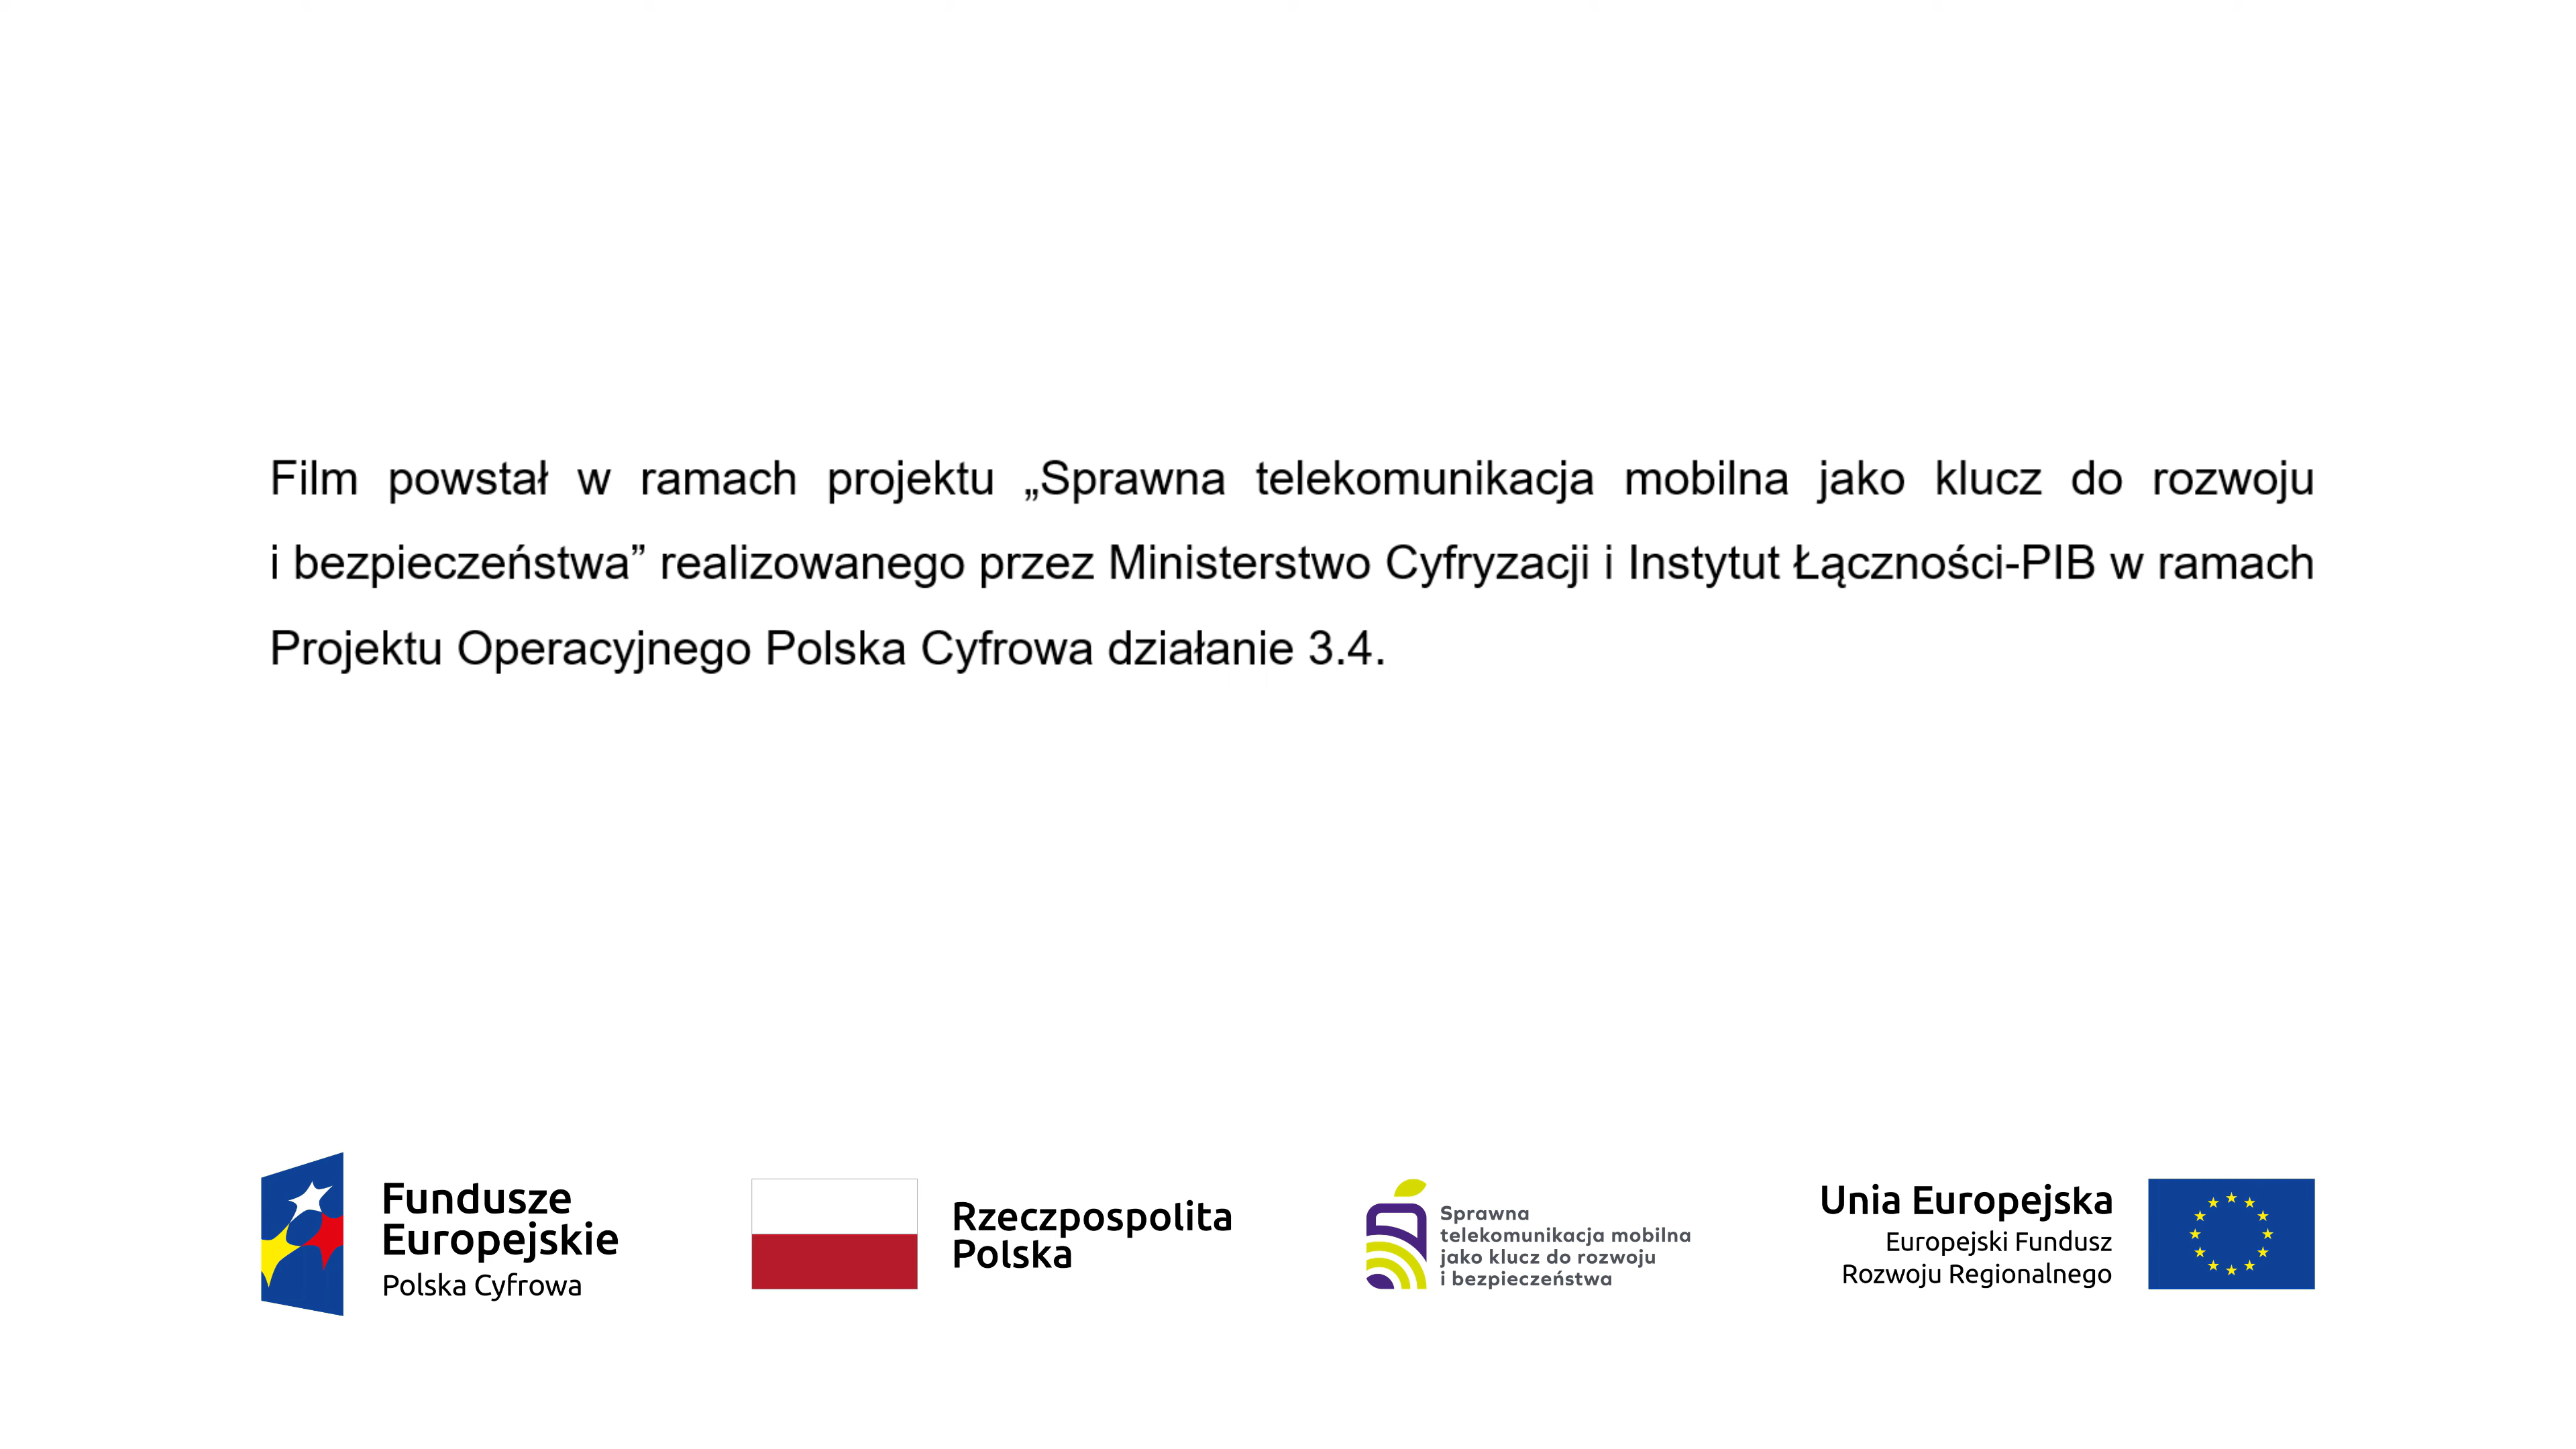 Film powstał w ramach projektu „Sprawna telekomunikacja mobilna jako klucz do rozwoju
i bezpieczeństwa” realizowanego przez Ministerstwo Cyfryzacji i Instytut Łączności-PIB w ramach
Projektu Operacyjnego Polska Cyfrowa działanie 3.4.
Fundusze
Europejskie
Polska Cyfrowa
Rzeczpospolita
Polska
Sprawna
telekomunikacja mobilna
jako klucz do rozwoju
i bezpieczeństwa
Unia Europejska
Europejski Fundusz
Rozwoju Regionalnego